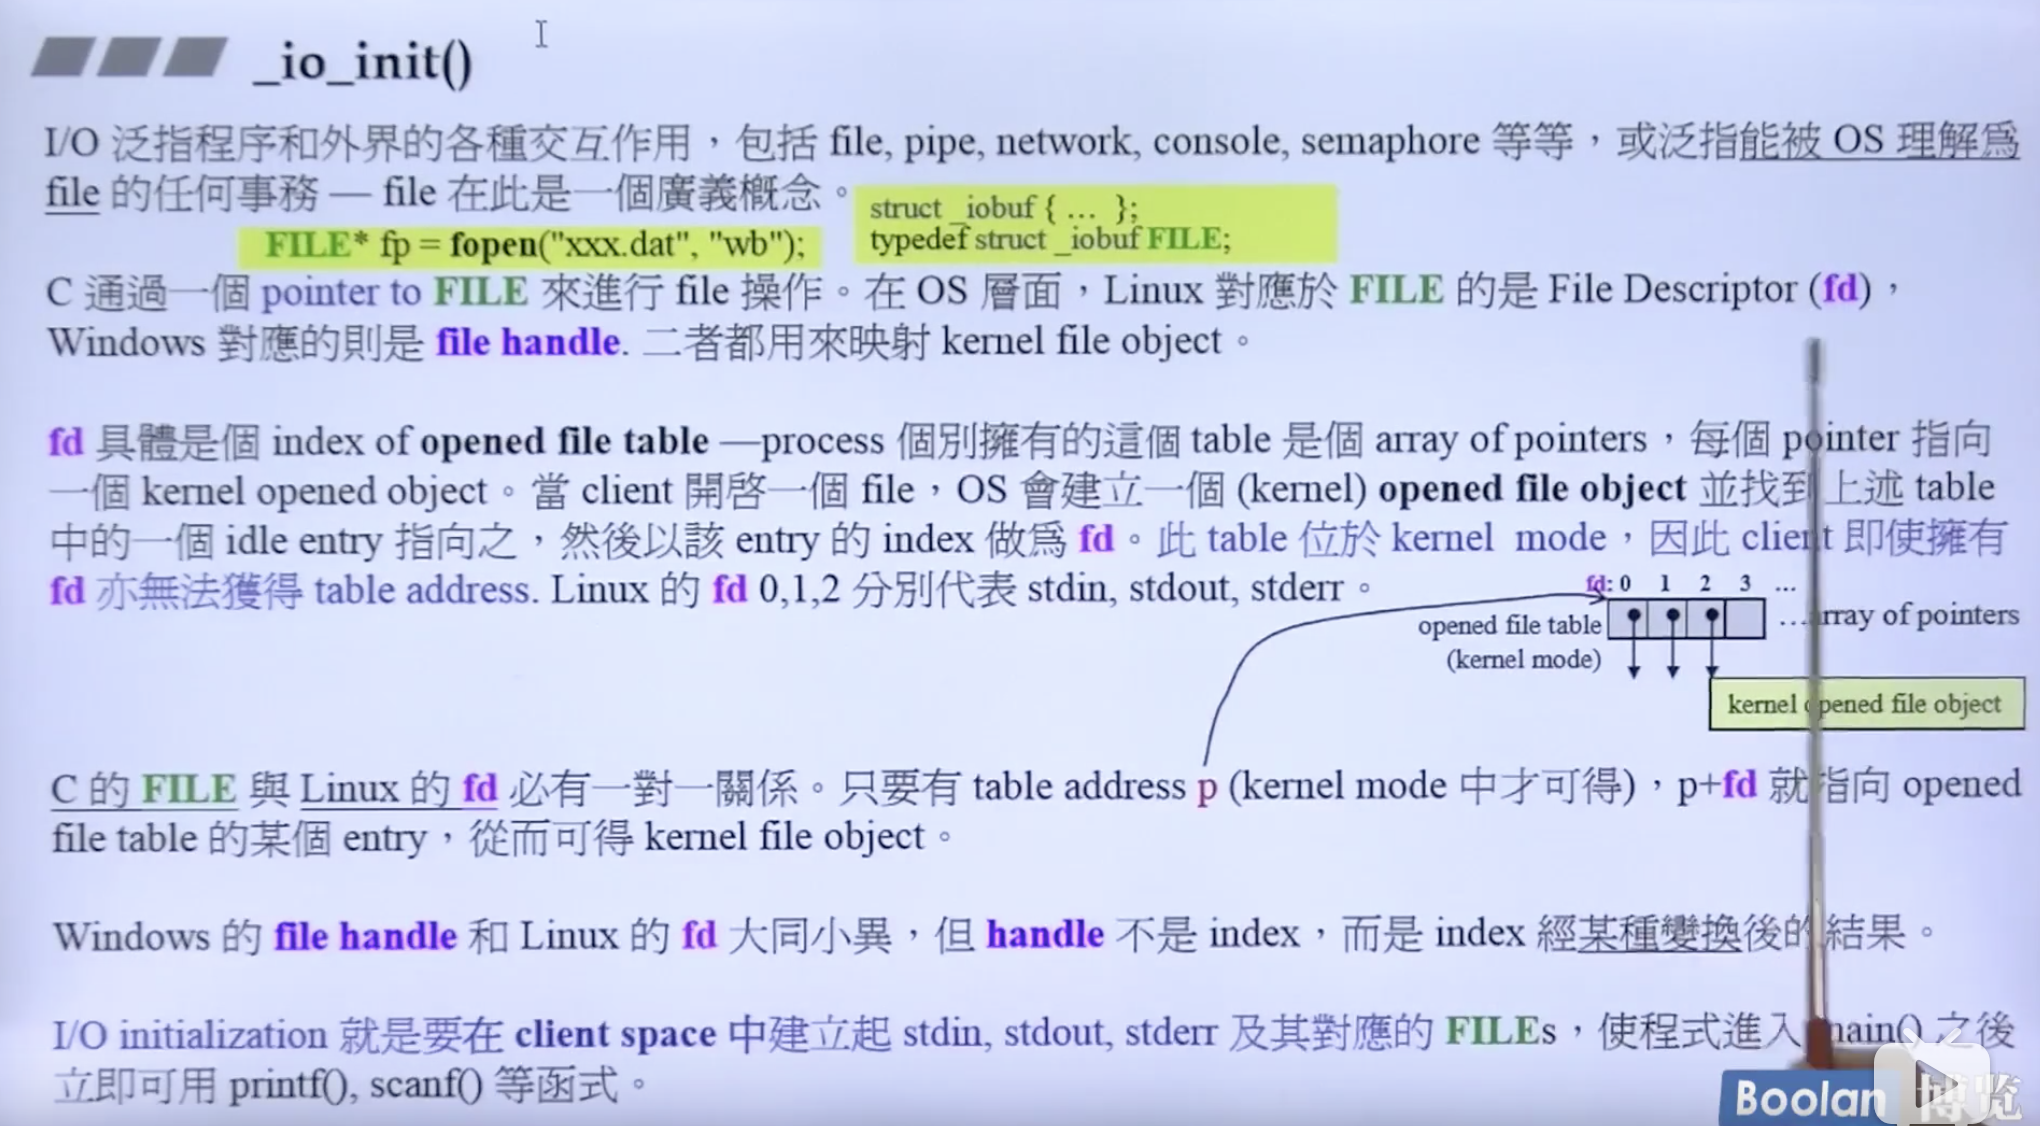 _io_init()
I/O 泛指程序和外界的各種交互作用，包括 file, pipe, network, console, semaphore 等等，或泛指能被 OS 理解爲
file 的任何事務 — file 在此是一個廣義概念。
struct _iobuf { ... };
typedef struct _iobuf FILE;
FILE* fp = fopen("xxx.dat", "wb");
C 通過一個 pointer to FILE 來進行 file 操作。在 OS 層面，Linux 對應於 FILE 的是 File Descriptor (fd)，
Windows 對應的則是 file handle. 二者都用來映射 kernel file object。
fd 具體是個 index of opened file table —process 個別擁有的這個 table 是個 array of pointers，每個 pointer 指向
一個 kernel opened object。當 client 開啓一個 file，OS 會建立一個 (kernel) opened file object 並找到上述 table
中的一個 idle entry 指向之，然後以該 entry 的 index 做爲 fd。此 table 位於 kernel mode，因此 client 即使擁有
fd 亦無法獲得 table address. Linux 的 fd 0,1,2 分別代表 stdin, stdout, stderr。
fd: 0 1 2 3 ...
opened file table
(kernel mode)
... array of pointers
kernel opened file object
C 的 FILE 與 Linux 的 fd 必有一對一關係。只要有 table address p (kernel mode 中才可得)，p+fd 就指向 opened
file table 的某個 entry，從而可得 kernel file object。
Windows 的 file handle 和 Linux 的 fd 大同小異，但 handle 不是 index，而是 index 經某種變換後的結果。
I/O initialization 就是要在 client space 中建立起 stdin, stdout, stderr 及其對應的 FILEs，使程式進入 main() 之後
立即可用 printf(), scanf() 等函式。
Boolan 博览